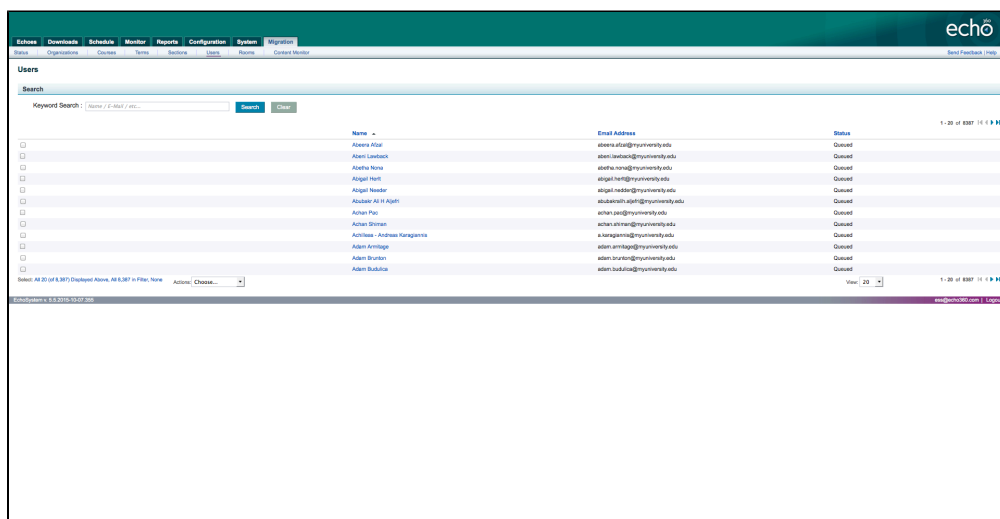 echo 360
Echoes Downloads Schedule Monitor Reports Configuration System Migration
Status Organizations Courses Terms Sections Users Rooms Content Monitor Send Feedback | Help
Users
Search
Keyword Search : Name / E-Mail / etc... Search Clear
1 - 20 of 8387
Name Email Address Status
Abeera Afzal abeera.afzal@myuniversity.edu Queued
Abeni Lawback abeni.lawback@myuniversity.edu Queued
Abetha Nona abetha.nona@myuniversity.edu Queued
Abigail Hertt abigail.hertt@myuniversity.edu Queued
Abigail Needer abigail.nedder@myuniversity.edu Queued
Abubakr Ali H Aljefri abubakralih.aljefri@myuniversity.edu Queued
Achan Pac achan.pac@myuniversity.edu Queued
Achan Shiman achan.shiman@myuniversity.edu Queued
Achilleas - Andreas Karagiannis a.karagiannis@myuniversity.edu Queued
Adam Armitage adam.armitage@myuniversity.edu Queued
Adam Brunton adam.brunton@myuniversity.edu Queued
Adam Budulica adam.budulica@myuniversity.edu Queued
Select: All 20 (of 8,387) Displayed Above, All 8,387 in Filter, None Actions: Choose... View: 20 1 - 20 of 8387
EchoSystem v. 5.5.2015-10-07.355 ess@echo360.com | Logou